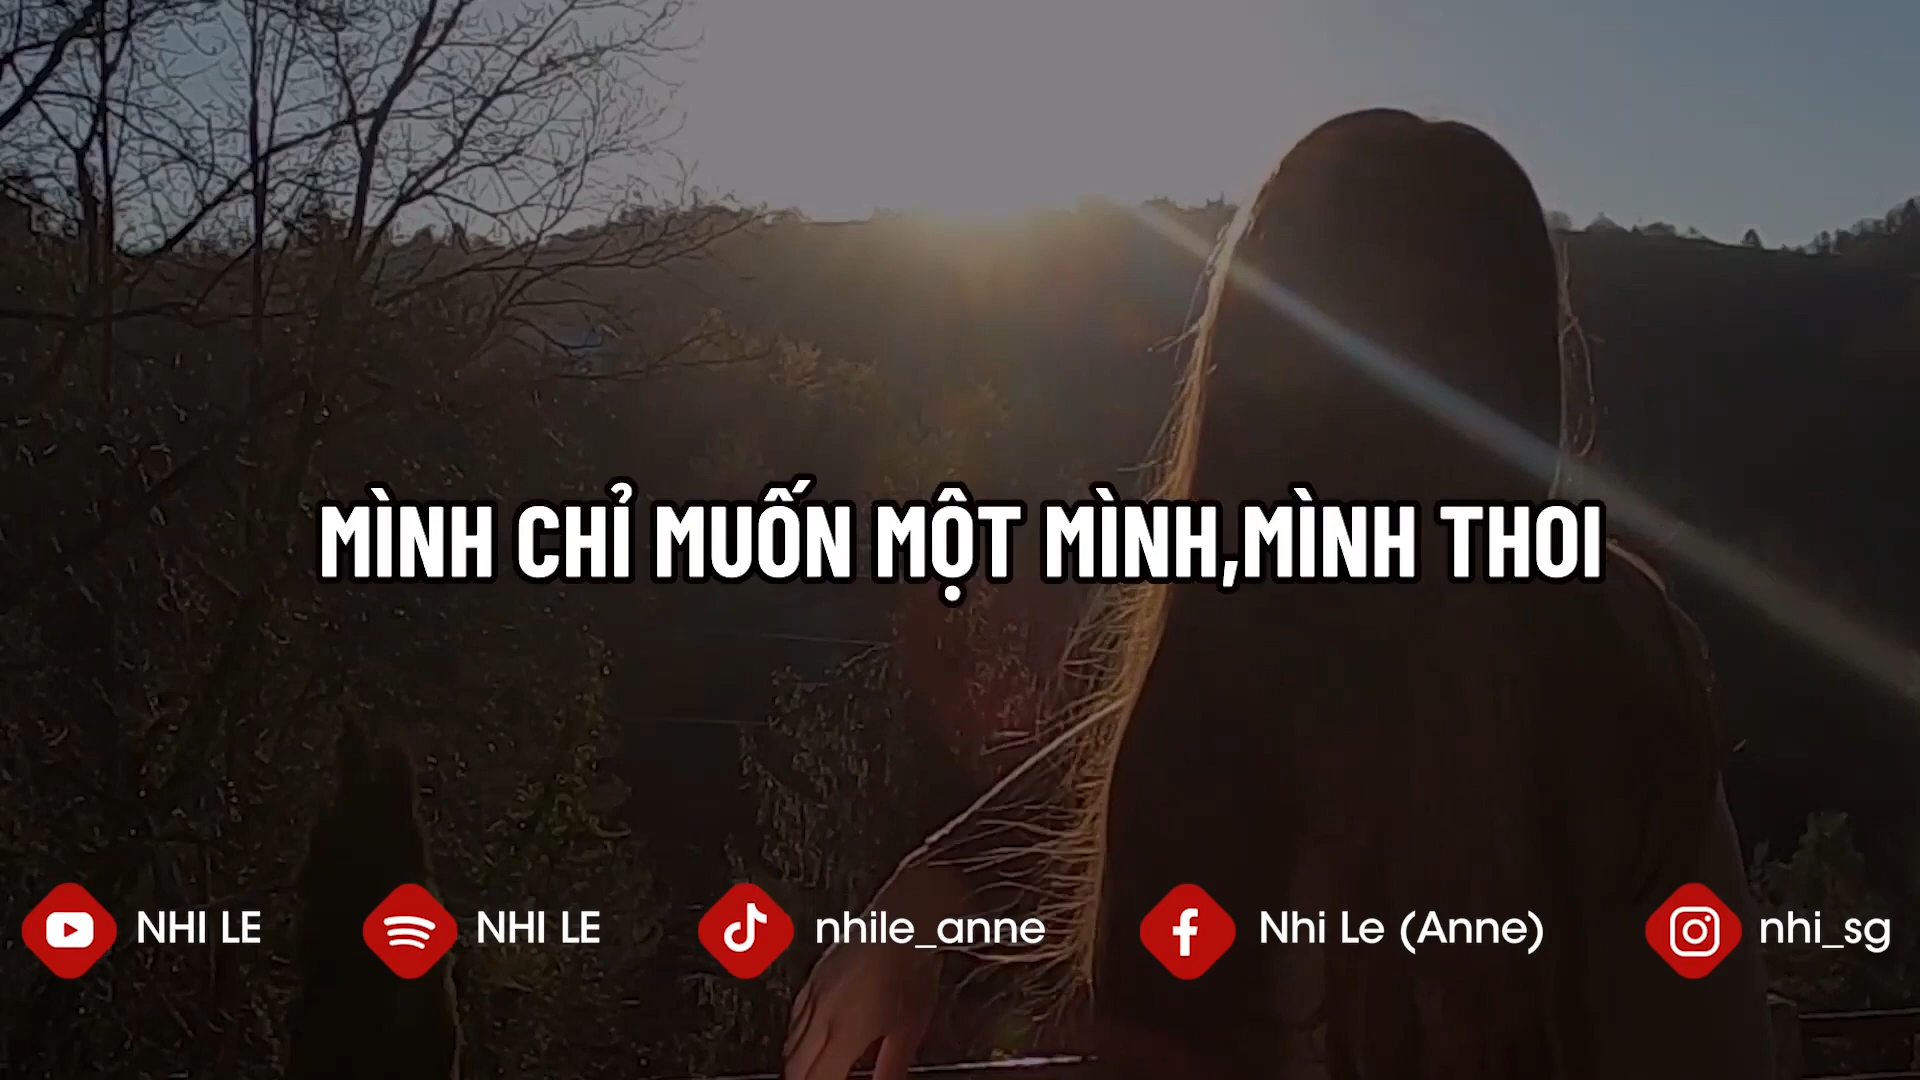 MÌNH CHỈ MUỐN MỘT MÌNH,MÌNH THOI
NHI LE NHI LE nhile_anne Nhi Le (Anne) nhi_sg